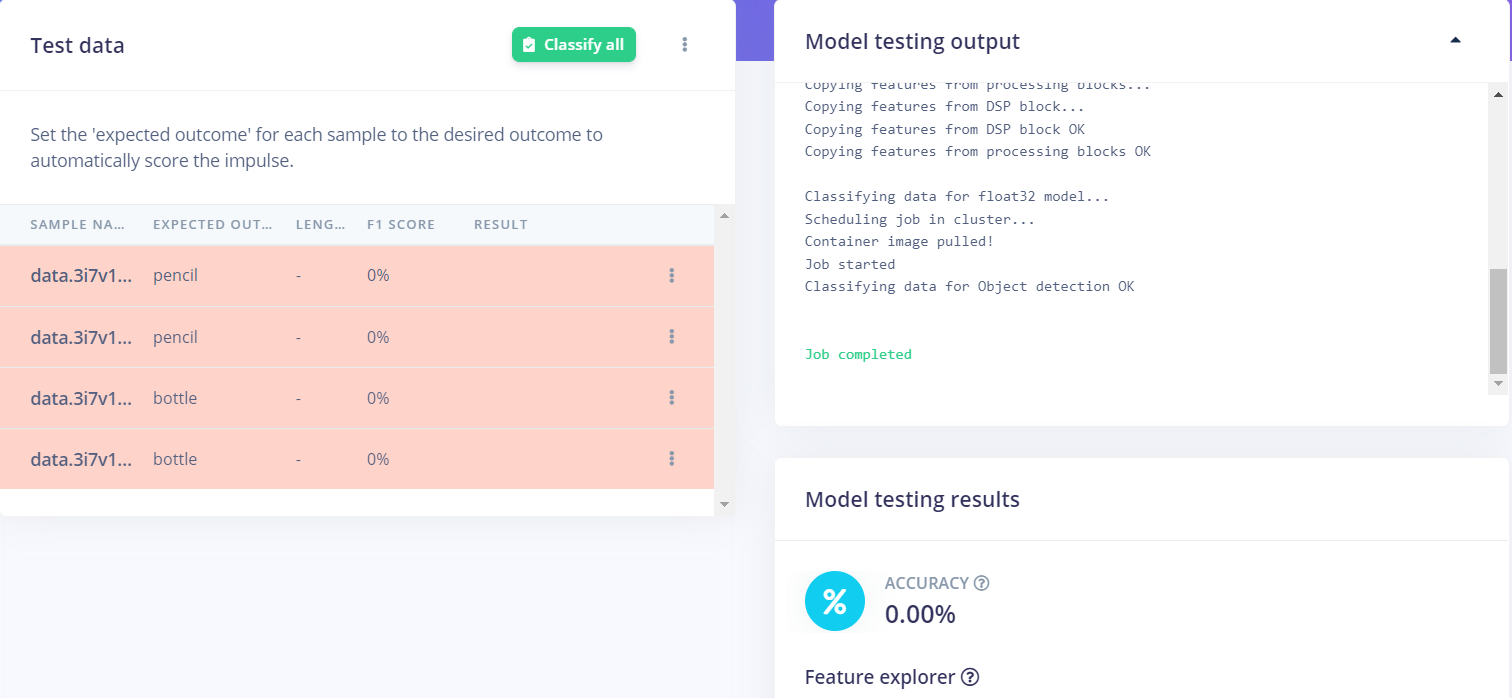 Test data
Classify all
Set the 'expected outcome' for each sample to the desired outcome to
automatically score the impulse.
SAMPLE NA... EXPECTED OUT... LENG... F1 SCORE RESULT
data.3i7v1... pencil - 0%
data.3i7v1... pencil - 0%
data.3i7v1... bottle - 0%
data.3i7v1... bottle - 0%
Model testing output
Copying features from processing blocks...
Copying features from DSP block...
Copying features from DSP block OK
Copying features from processing blocks OK
Classifying data for float32 model...
Scheduling job in cluster...
Container image pulled!
Job started
Classifying data for Object detection OK
Job completed
Model testing results
%
ACCURACY ?
0.00%
Feature explorer ?